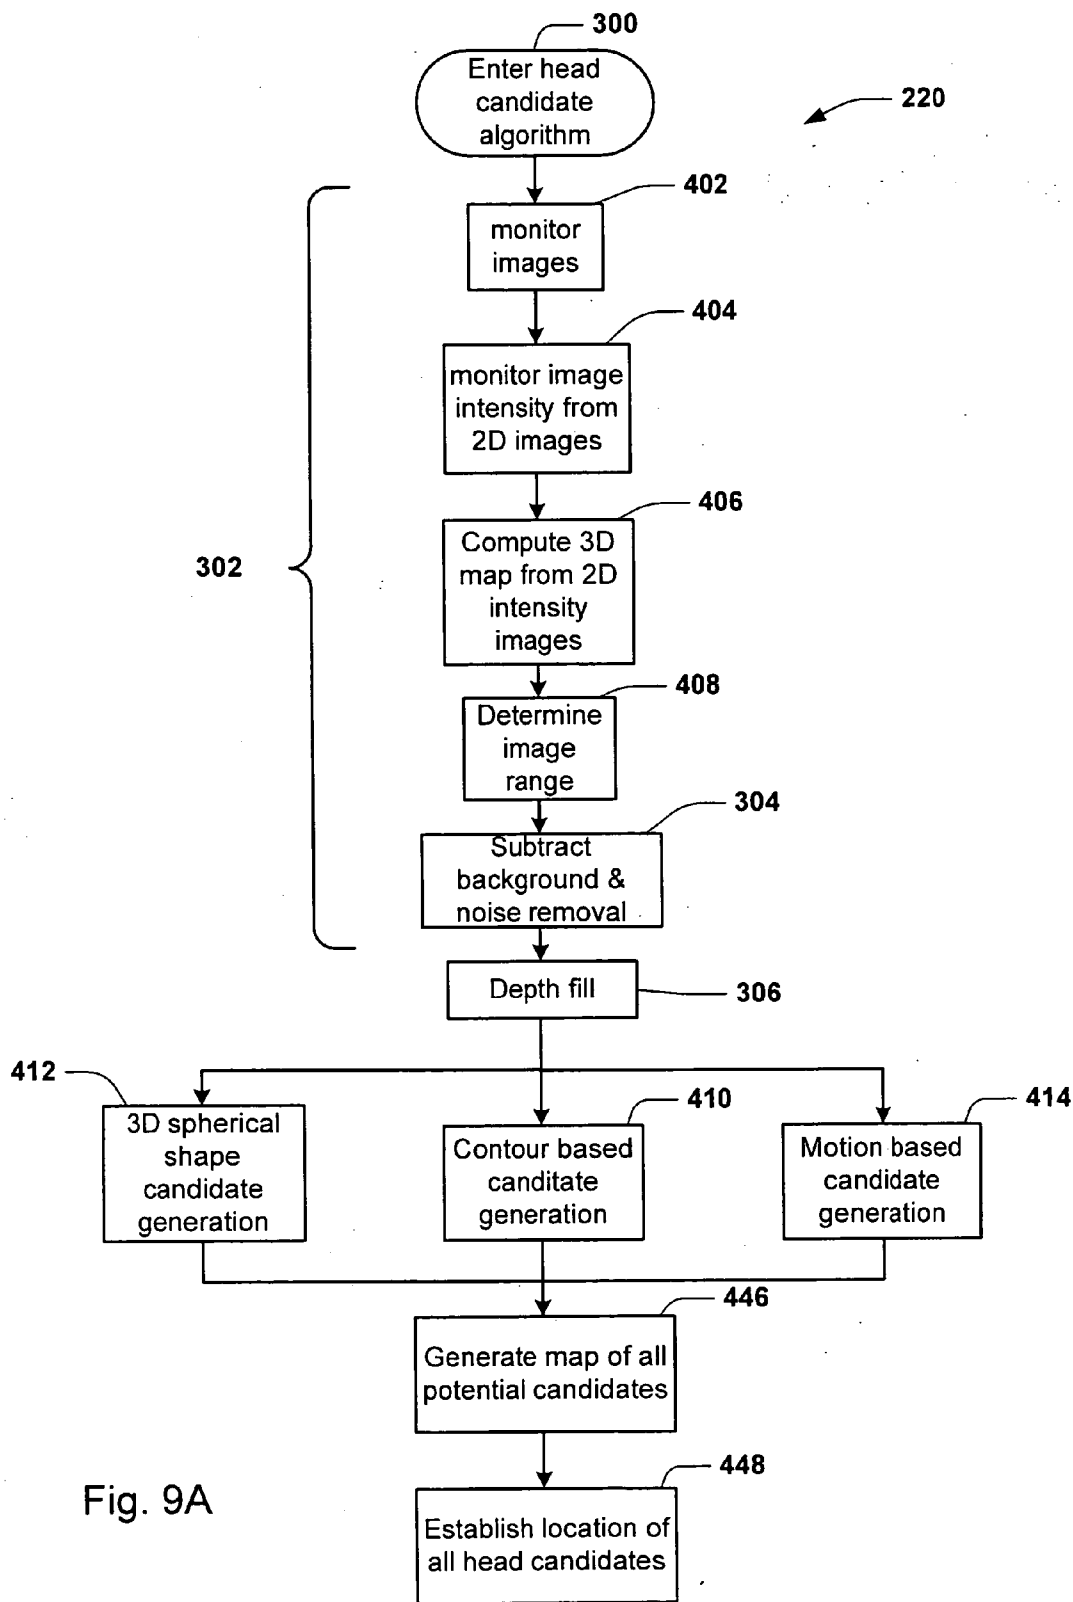 300
Enter head
candidate
algorithm
220
402
monitor
images
404
monitor image
intensity from
2D images
406
Compute 3D
map from 2D
intensity
images
302
408
Determine
image
range
304
Subtract
background &
noise removal
Depth fill
306
412
3D spherical
shape
candidate
generation
410
Contour based
canditate
generation
414
Motion based
candidate
generation
446
Generate map of all
potential candidates
448
Establish location of
all head candidates
Fig. 9A